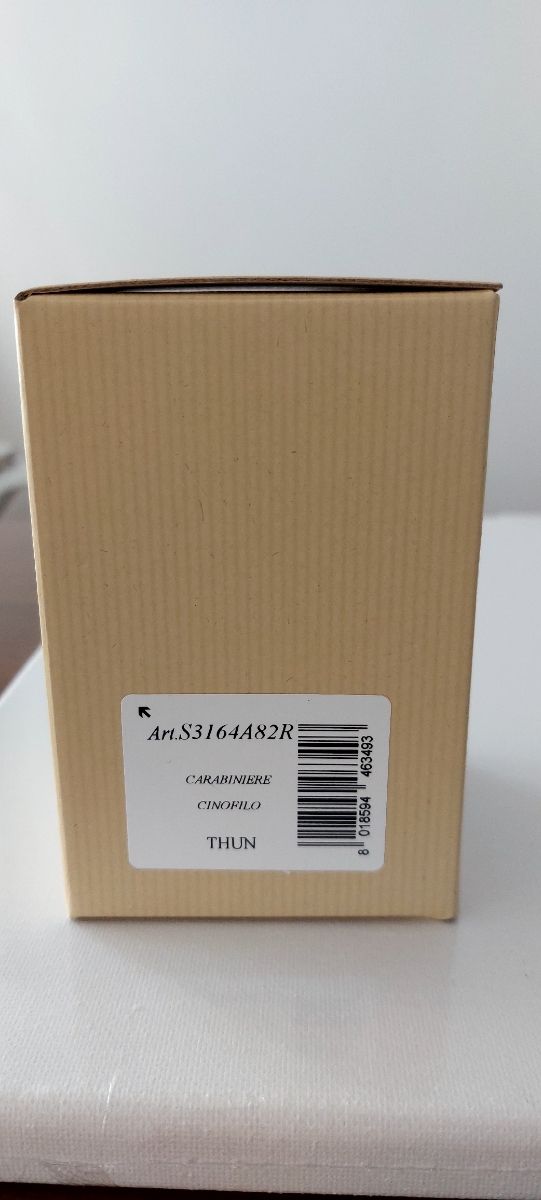 Art.S3164A82R
CARABINIERE
CINOFILO
THUN
8 018594 463493